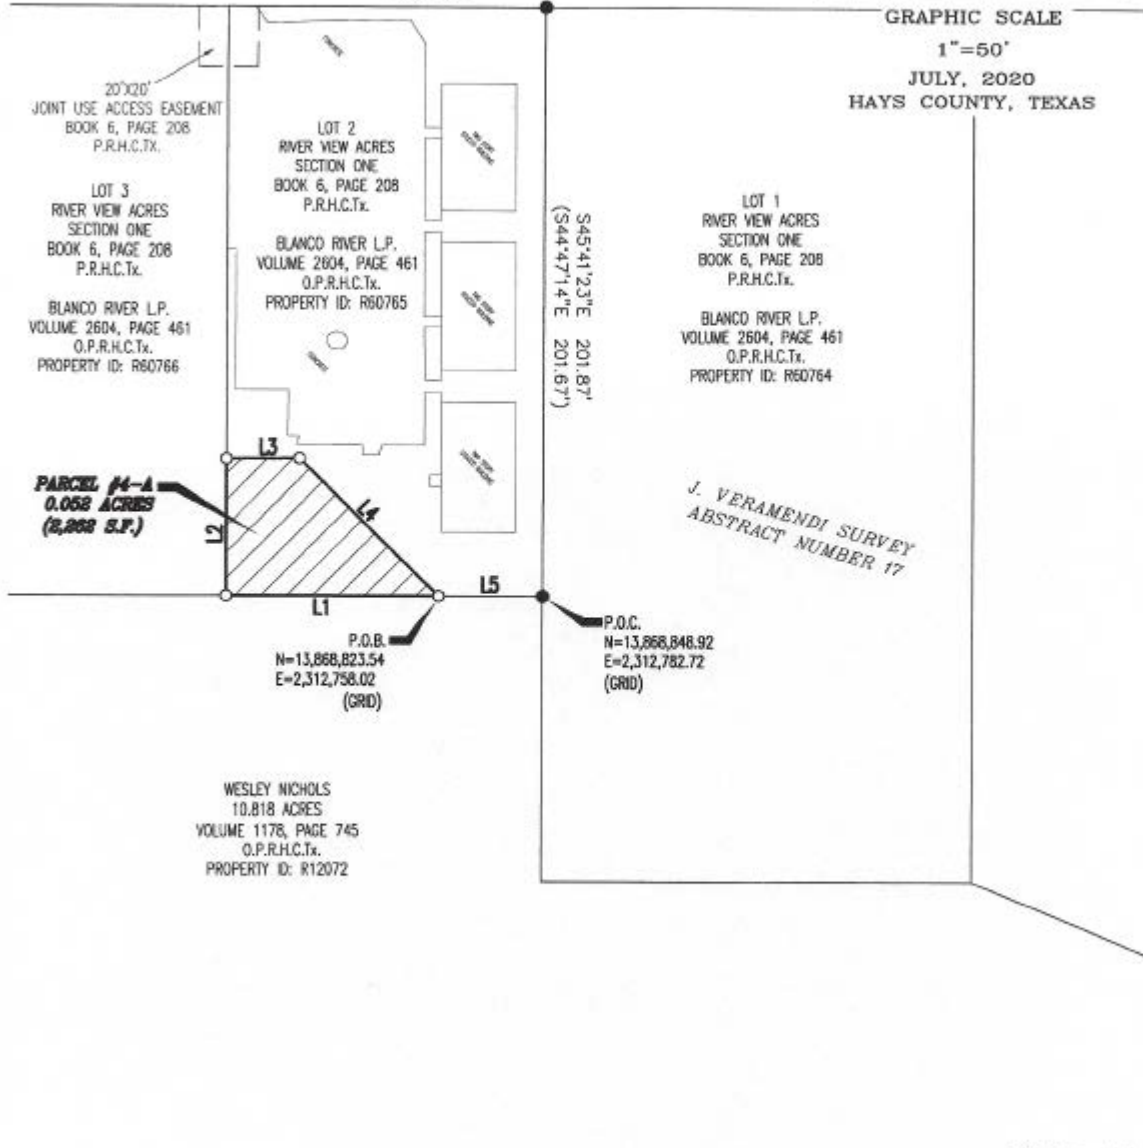 GRAPHIC SCALE
1"=50'
JULY, 2020
HAYS COUNTY, TEXAS
20'X20'
JOINT USE ACCESS EASEMENT
BOOK 6, PAGE 208
P.R.H.C.TX.
LOT 3
RIVER VIEW ACRES
SECTION ONE
BOOK 6, PAGE 208
P.R.H.C.Tx.
BLANCO RIVER L.P.
VOLUME 2604, PAGE 461
O.P.R.H.C.Tx.
PROPERTY ID: R60766
LOT 2
RIVER VIEW ACRES
SECTION ONE
BOOK 6, PAGE 208
P.R.H.C.Tx.
BLANCO RIVER L.P.
VOLUME 2604, PAGE 461
O.P.R.H.C.Tx.
PROPERTY ID: R60765
S45°41'23"E 201.87'
(S44°47'14"E 201.67')
LOT 1
RIVER VIEW ACRES
SECTION ONE
BOOK 6, PAGE 208
P.R.H.C.Tx.
BLANCO RIVER L.P.
VOLUME 2604, PAGE 461
O.P.R.H.C.Tx.
PROPERTY ID: R60764
J. VERAMENDI SURVEY
ABSTRACT NUMBER 17
PARCEL #4-A
0.052 ACRES
(2,262 S.F.)
L3
L2
L4
L1
L5
P.O.B.
N=13,868,823.54
E=2,312,758.02
(GRID)
P.O.C.
N=13,868,848.92
E=2,312,782.72
(GRID)
WESLEY NICHOLS
10.818 ACRES
VOLUME 1178, PAGE 745
O.P.R.H.C.Tx.
PROPERTY ID: R12072